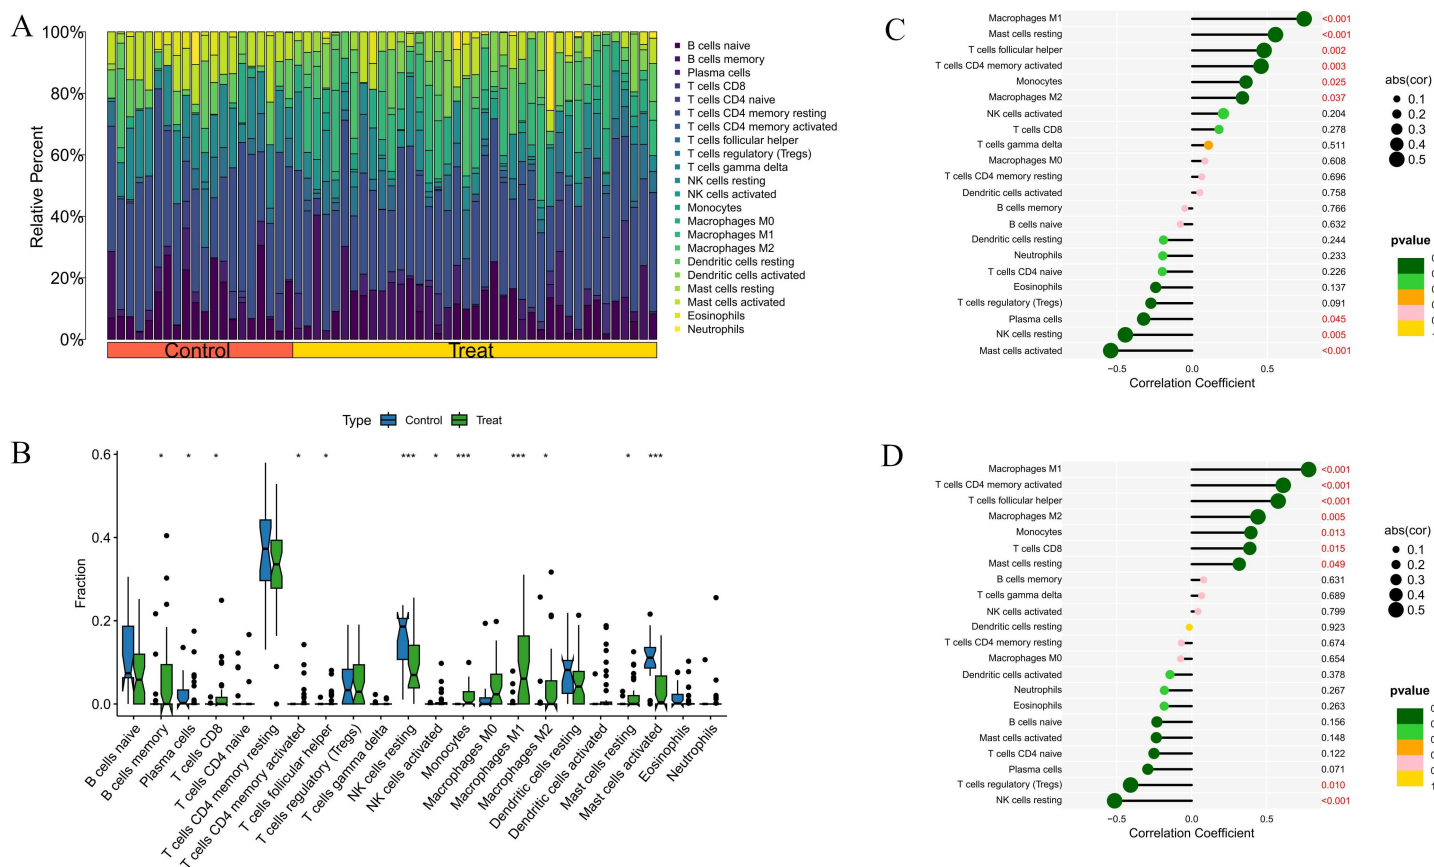 A
100%
80%
60%
40%
20%
0%
Relative Percent
Control
Treat
B cells naive
B cells memory
Plasma cells
T cells CD8
T cells CD4 naive
T cells CD4 memory resting
T cells CD4 memory activated
T cells follicular helper
T cells regulatory (Tregs)
T cells gamma delta
NK cells resting
NK cells activated
Monocytes
Macrophages M0
Macrophages M1
Macrophages M2
Dendritic cells resting
Dendritic cells activated
Mast cells resting
Mast cells activated
Eosinophils
Neutrophils
B
Type Control Treat
* * * * * *** * *** *** * * ***
0.6
0.4
0.2
0.0
Fraction
B cells naive
B cells memory
Plasma cells
T cells CD8
T cells CD4 naive
T cells CD4 memory resting
T cells CD4 memory activated
T cells follicular helper
T cells regulatory (Tregs)
T cells gamma delta
NK cells resting
NK cells activated
Monocytes
Macrophages M0
Macrophages M1
Macrophages M2
Dendritic cells resting
Dendritic cells activated
Mast cells resting
Mast cells activated
Eosinophils
Neutrophils
C
Macrophages M1 <0.001
Mast cells resting <0.001
T cells follicular helper 0.002
T cells CD4 memory activated 0.003
Monocytes 0.025
Macrophages M2 0.037
NK cells activated 0.204
T cells CD8 0.278
T cells gamma delta 0.511
Macrophages M0 0.608
T cells CD4 memory resting 0.696
Dendritic cells activated 0.758
B cells memory 0.766
B cells naive 0.632
Dendritic cells resting 0.244
Neutrophils 0.233
T cells CD4 naive 0.226
Eosinophils 0.137
T cells regulatory (Tregs) 0.091
Plasma cells 0.045
NK cells resting 0.005
Mast cells activated <0.001
−0.5 0.0 0.5
Correlation Coefficient
abs(cor)
0.1
0.2
0.3
0.4
0.5
pvalue
D
Macrophages M1 <0.001
T cells CD4 memory activated <0.001
T cells follicular helper <0.001
Macrophages M2 0.005
Monocytes 0.013
T cells CD8 0.015
Mast cells resting 0.049
B cells memory 0.631
T cells gamma delta 0.689
NK cells activated 0.799
Dendritic cells resting 0.923
T cells CD4 memory resting 0.674
Macrophages M0 0.654
Dendritic cells activated 0.378
Neutrophils 0.267
Eosinophils 0.263
B cells naive 0.156
Mast cells activated 0.148
T cells CD4 naive 0.122
Plasma cells 0.071
T cells regulatory (Tregs) 0.010
NK cells resting <0.001
−0.5 0.0 0.5
Correlation Coefficient
abs(cor)
0.1
0.2
0.3
0.4
0.5
pvalue